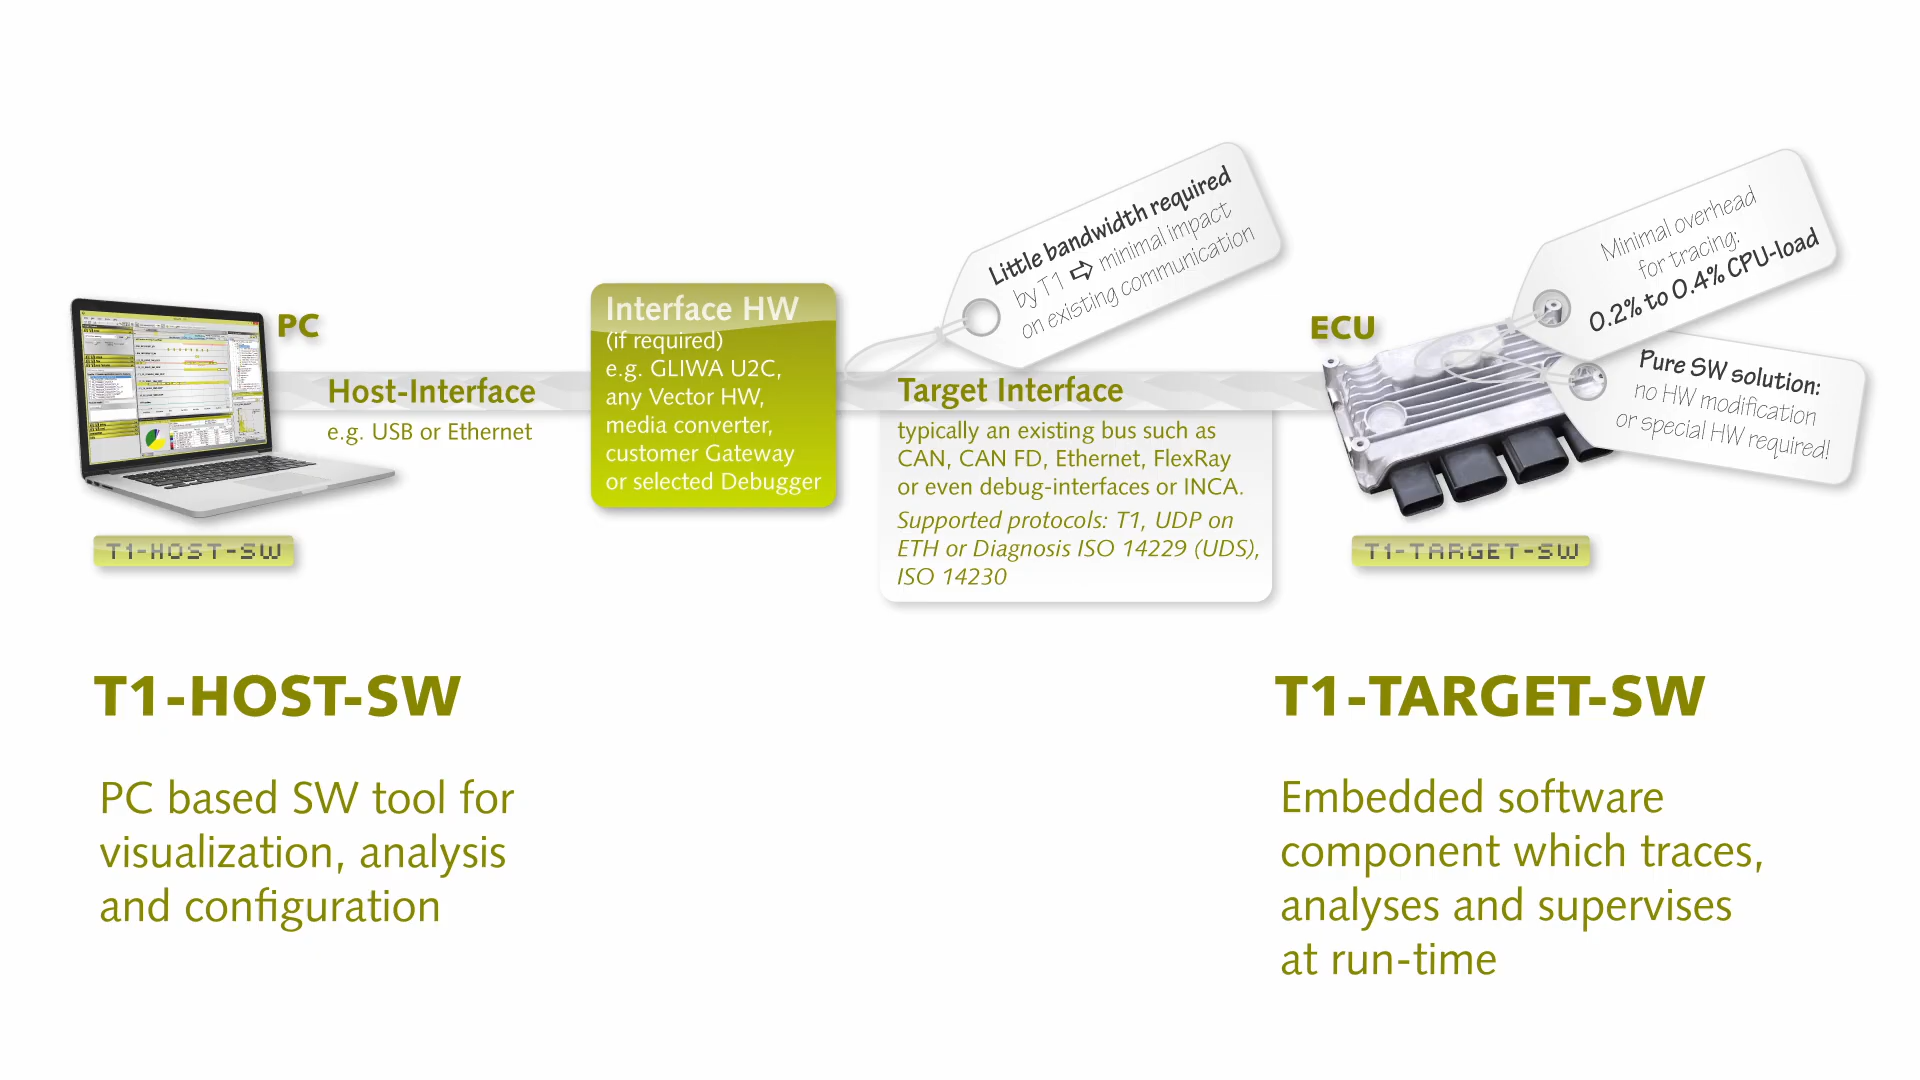 PC
Host-Interface
e.g. USB or Ethernet
T1-HOST-SW
Interface HW
(if required)
e.g. GLIWA U2C,
any Vector HW,
media converter,
customer Gateway
or selected Debugger
Little bandwidth required
by T1 ⇨ minimal impact
on existing communication
Target Interface
typically an existing bus such as
CAN, CAN FD, Ethernet, FlexRay
or even debug-interfaces or INCA.
Supported protocols: T1, UDP on
ETH or Diagnosis ISO 14229 (UDS),
ISO 14230
ECU
Minimal overhead
for tracing:
0.2% to 0.4% CPU-load
Pure SW solution:
no HW modification
or special HW required!
T1-TARGET-SW
T1-HOST-SW
PC based SW tool for
visualization, analysis
and configuration
T1-TARGET-SW
Embedded software
component which traces,
analyses and supervises
at run-time